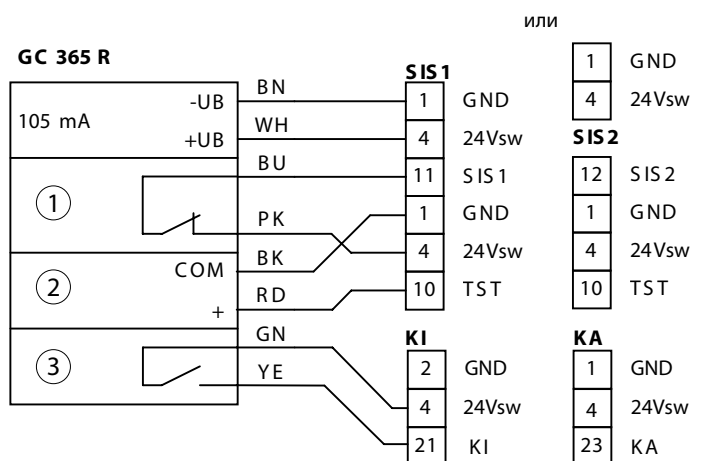 или
GC 365 R
SIS1
1 GND
105 mA -UB BN 1 GND 4 24Vsw
+UB WH 4 24Vsw SIS2
BU 11 SIS1 12 SIS2
1 PK 1 GND 1 GND
COM BK 4 24Vsw 4 24Vsw
2 + RD 10 TST 10 TST
GN KI KA
3 YE 2 GND 1 GND
4 24Vsw 4 24Vsw
21 KI 23 KA